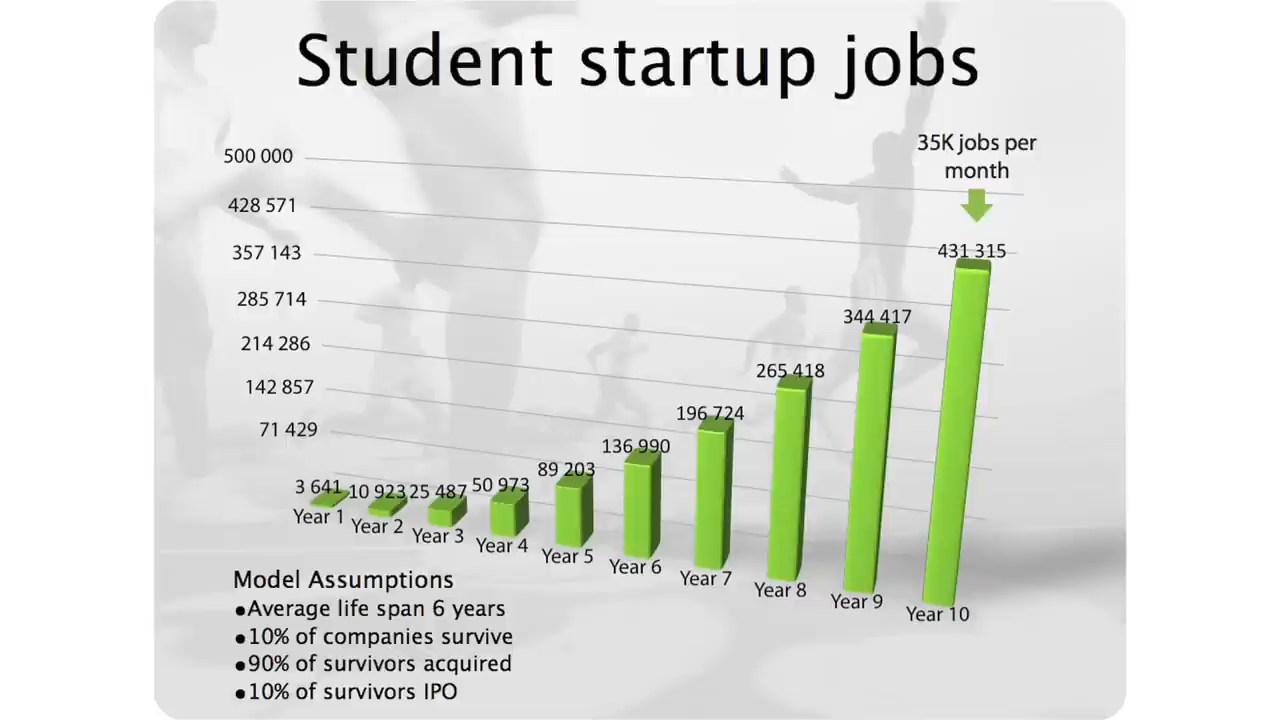 Student startup jobs
35K jobs per
month
500 000
428 571
357 143
285 714
214 286
142 857
71 429
431 315
344 417
265 418
196 724
136 990
89 203
50 973
25 487
10 923
3 641
Year 1
Year 2
Year 3
Year 4
Year 5
Year 6
Year 7
Year 8
Year 9
Year 10
Model Assumptions
●Average life span 6 years
●10% of companies survive
●90% of survivors acquired
●10% of survivors IPO